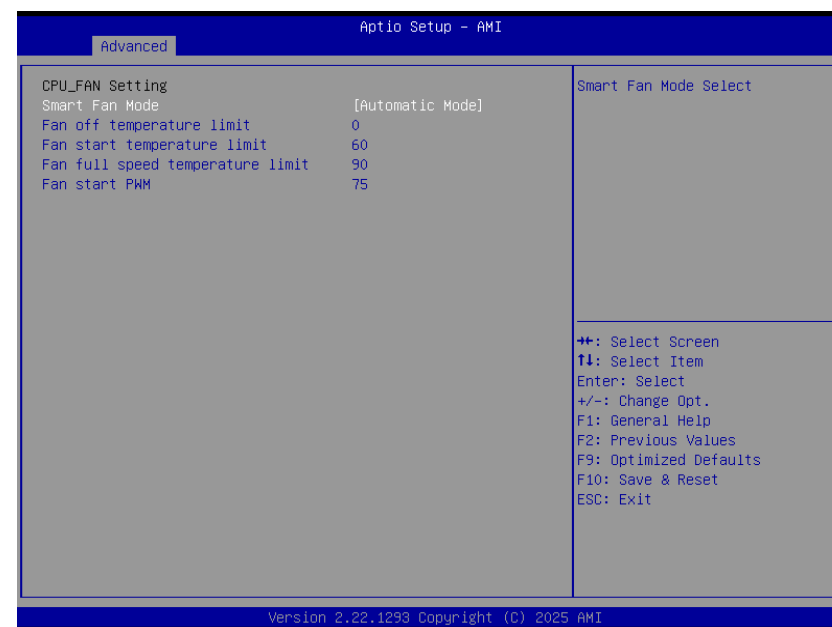 Aptio Setup – AMI
Advanced
CPU_FAN Setting
Smart Fan Mode [Automatic Mode]
Fan off temperature limit 0
Fan start temperature limit 60
Fan full speed temperature limit 90
Fan start PWM 75
Smart Fan Mode Select
→←: Select Screen
↑↓: Select Item
Enter: Select
+/-: Change Opt.
F1: General Help
F2: Previous Values
F9: Optimized Defaults
F10: Save & Reset
ESC: Exit
Version 2.22.1293 Copyright (C) 2025 AMI